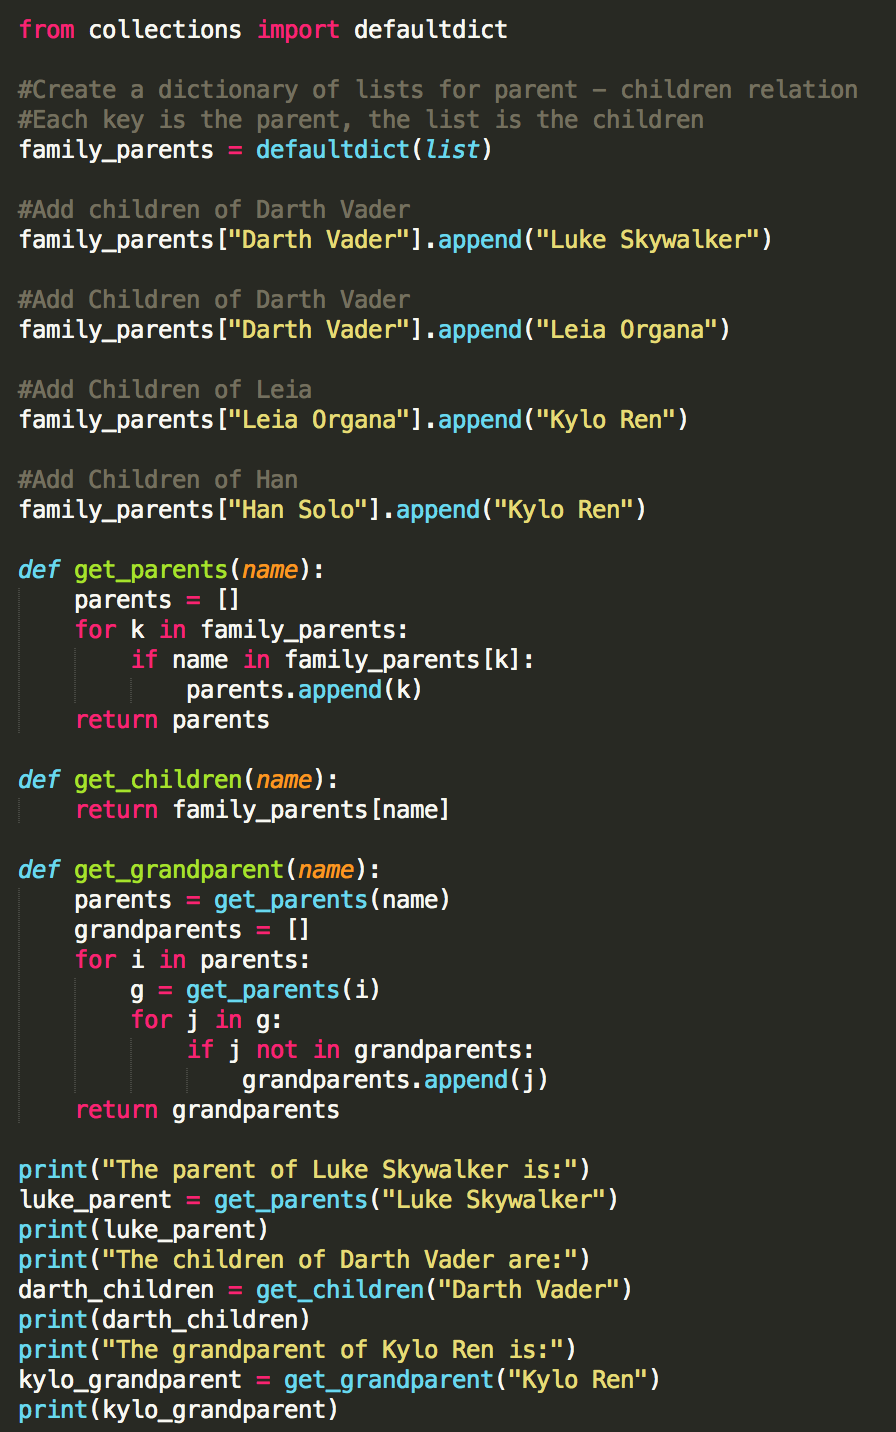 from collections import defaultdict

#Create a dictionary of lists for parent – children relation
#Each key is the parent, the list is the children
family_parents = defaultdict(list)

#Add children of Darth Vader
family_parents["Darth Vader"].append("Luke Skywalker")

#Add Children of Darth Vader
family_parents["Darth Vader"].append("Leia Organa")

#Add Children of Leia
family_parents["Leia Organa"].append("Kylo Ren")

#Add Children of Han
family_parents["Han Solo"].append("Kylo Ren")

def get_parents(name):
    parents = []
    for k in family_parents:
        if name in family_parents[k]:
            parents.append(k)
    return parents

def get_children(name):
    return family_parents[name]

def get_grandparent(name):
    parents = get_parents(name)
    grandparents = []
    for i in parents:
        g = get_parents(i)
        for j in g:
            if j not in grandparents:
                grandparents.append(j)
    return grandparents

print("The parent of Luke Skywalker is:")
luke_parent = get_parents("Luke Skywalker")
print(luke_parent)
print("The children of Darth Vader are:")
darth_children = get_children("Darth Vader")
print(darth_children)
print("The grandparent of Kylo Ren is:")
kylo_grandparent = get_grandparent("Kylo Ren")
print(kylo_grandparent)